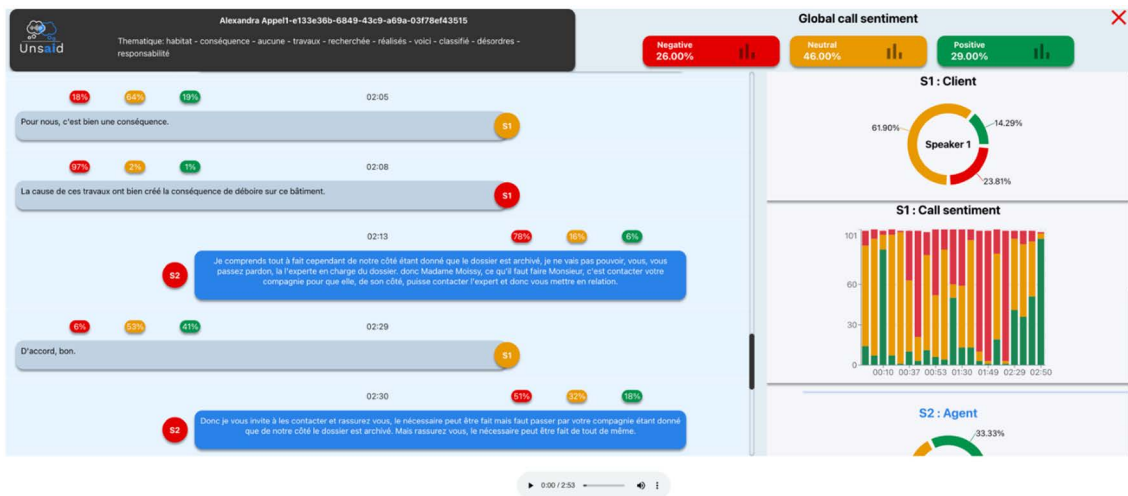 Unsaid
Alexandra Appel1-e133e36b-6849-43c9-a69a-03f78ef43515
Thematique: habitat - conséquence - aucune - travaux - recherchée - réalisés - voici - classifié - désordres -
responsabilité
Global call sentiment
Negative
26.00%
Neutral
46.00%
Positive
29.00%
18% 64% 19% 02:05
Pour nous, c'est bien une conséquence.
S1
97% 2% 1% 02:08
La cause de ces travaux ont bien créé la conséquence de déboire sur ce bâtiment.
S1
02:13 78% 16% 6%
S2
Je comprends tout à fait cependant de notre côté étant donné que le dossier est archivé, je ne vais pas pouvoir, vous, vous
passez pardon, la l'experte en charge du dossier. donc Madame Moissy, ce qu'il faut faire Monsieur, c'est contacter votre
compagnie pour que elle, de son côté, puisse contacter l'expert et donc vous mettre en relation.
6% 53% 41% 02:29
D'accord, bon.
S1
02:30 51% 32% 18%
S2
Donc je vous invite à les contacter et rassurez vous, le nécessaire peut être fait mais faut passer par votre compagnie étant donné
que de notre côté le dossier est archivé. Mais rassurez vous, le nécessaire peut être fait de tout de même.
S1 : Client
61.90%
14.29%
Speaker 1
23.81%
S1 : Call sentiment
101
60
30
0
00:10 00:37 00:53 01:30 01:49 02:29 02:50
S2 : Agent
33.33%
0:00 / 2:53